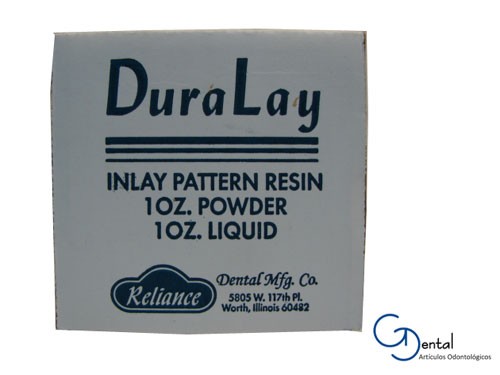 DuraLay
INLAY PATTERN RESIN
1OZ. POWDER
1OZ. LIQUID
Reliance
Dental Mfg. Co.
5805 W. 117th Pl.
Worth, Illinois 60482
GDental
Artículos Odontológicos